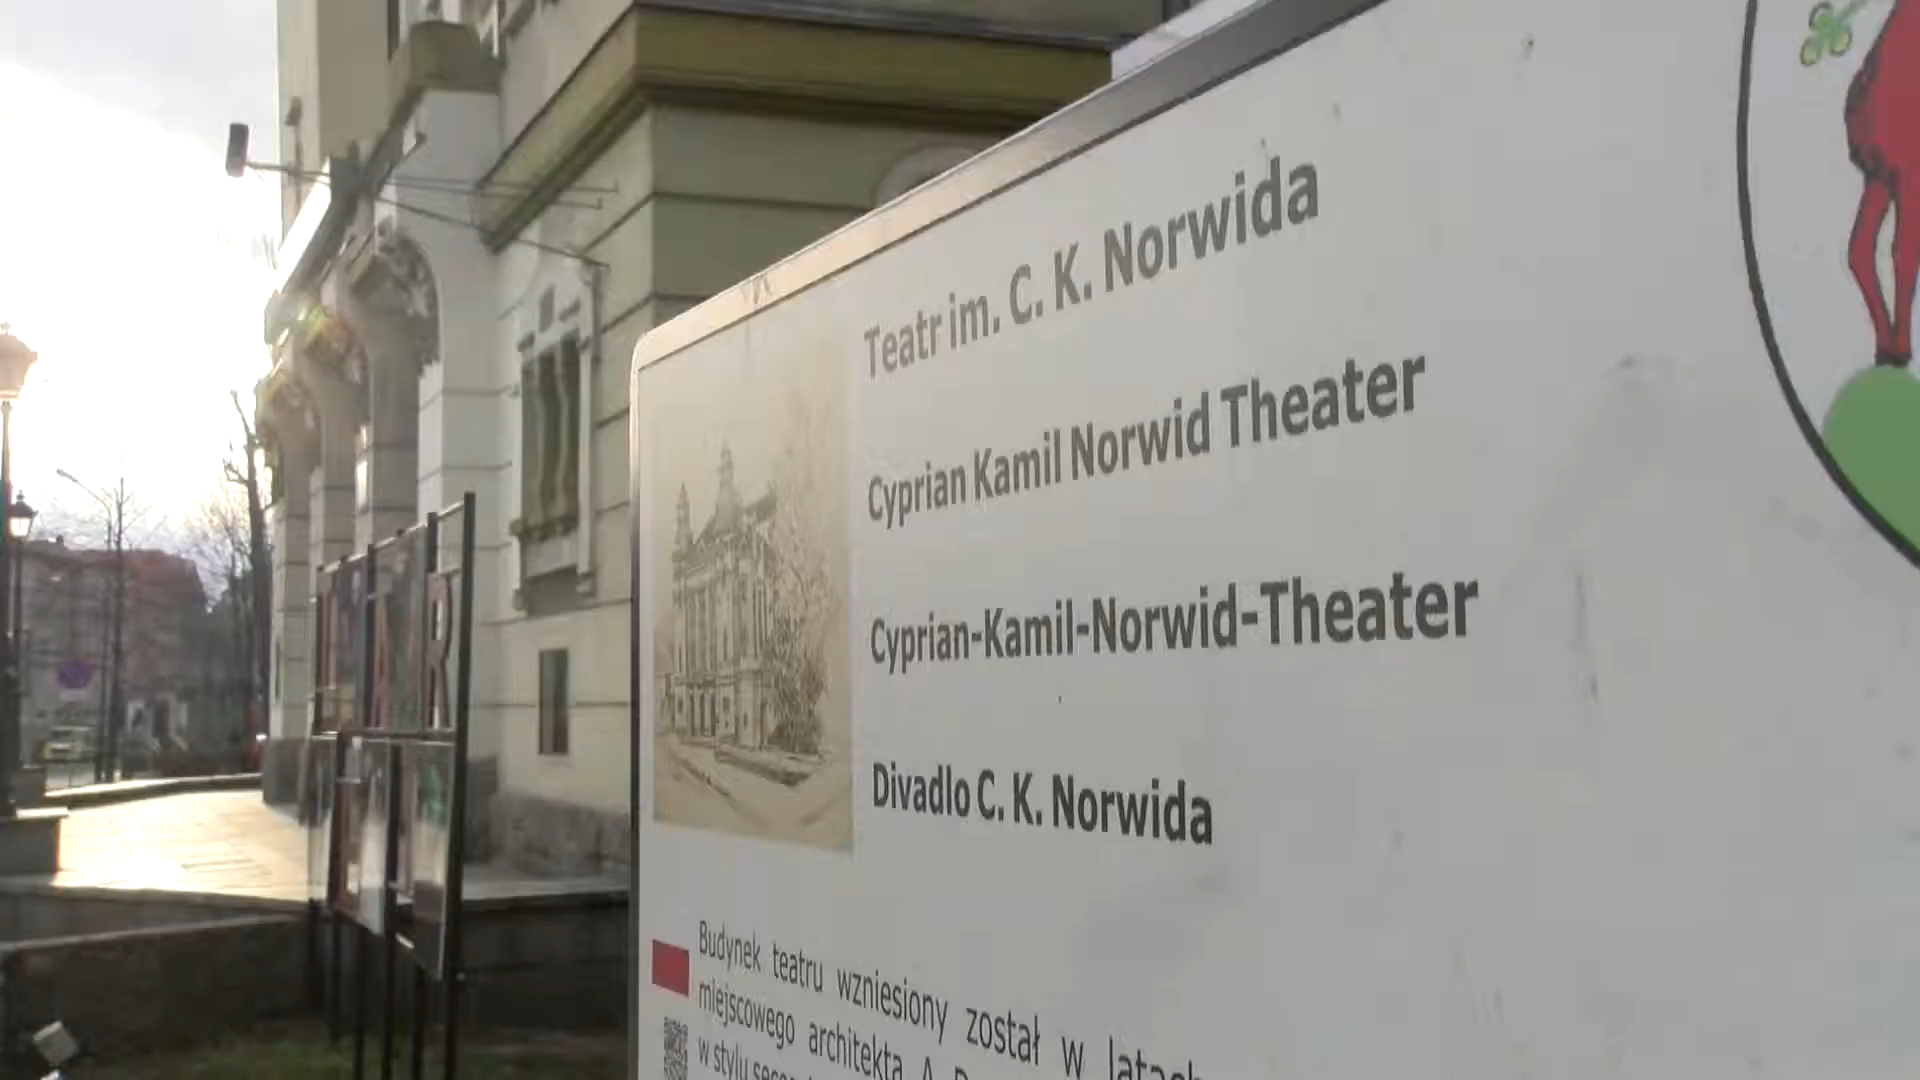 Teatr im. C. K. Norwida
Cyprian Kamil Norwid Theater
Cyprian-Kamil-Norwid-Theater
Divadlo C. K. Norwida
Budynek teatru wzniesiony został w latach
miejscowego architekta A.
w stylu